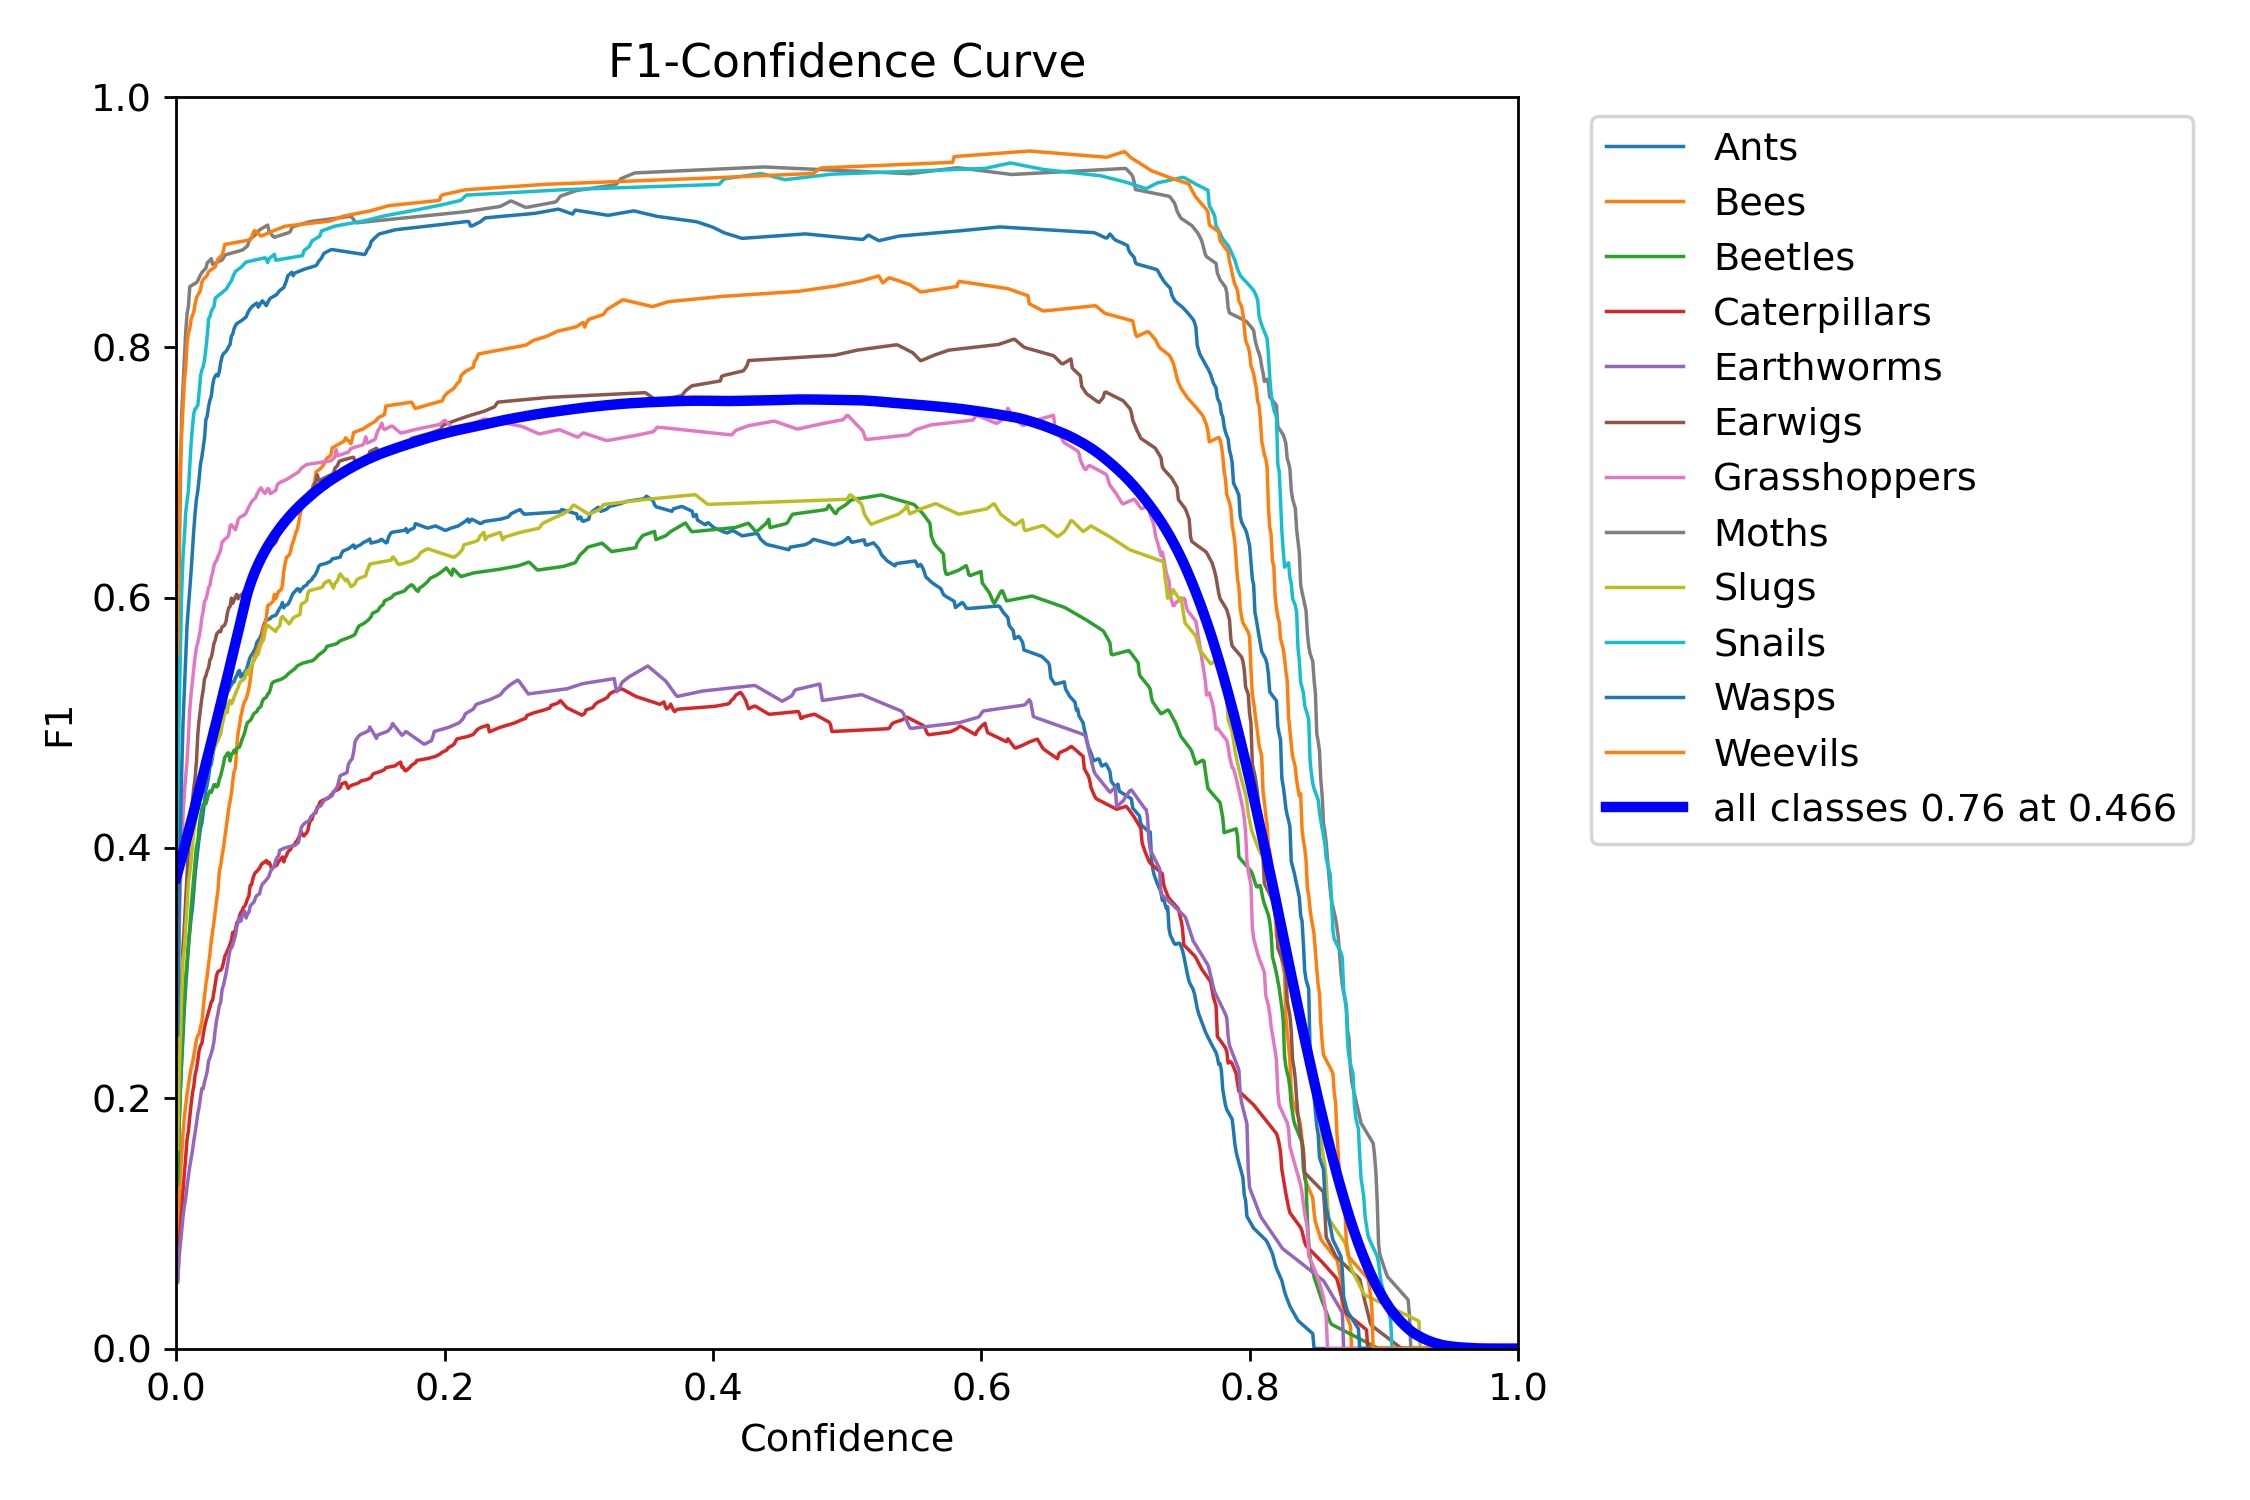 F1-Confidence Curve
1.0
0.8
0.6
0.4
0.2
0.0
F1
0.0 0.2 0.4 0.6 0.8 1.0
Confidence
Ants
Bees
Beetles
Caterpillars
Earthworms
Earwigs
Grasshoppers
Moths
Slugs
Snails
Wasps
Weevils
all classes 0.76 at 0.466